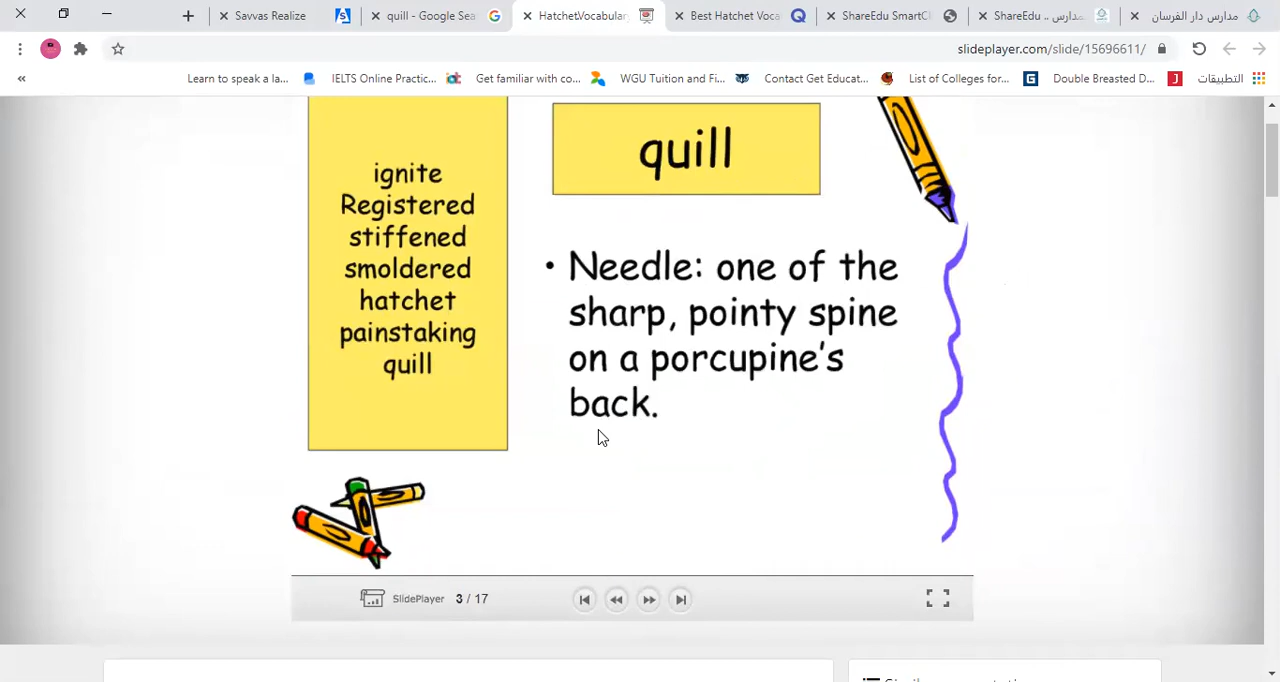 Savvas Realize
quill - Google Sea
HatchetVocabulary
Best Hatchet Voca
ShareEdu SmartCl
ShareEdu .. مدارس
مدارس دار الفرسان
slideplayer.com/slide/15696611/
«
Learn to speak a la...
IELTS Online Practic...
Get familiar with co...
WGU Tuition and Fi...
Contact Get Educat...
List of Colleges for...
Double Breasted D...
التطبيقات
ignite
Registered
stiffened
smoldered
hatchet
painstaking
quill
quill
• Needle: one of the
sharp, pointy spine
on a porcupine's
back.
SlidePlayer 3 / 17